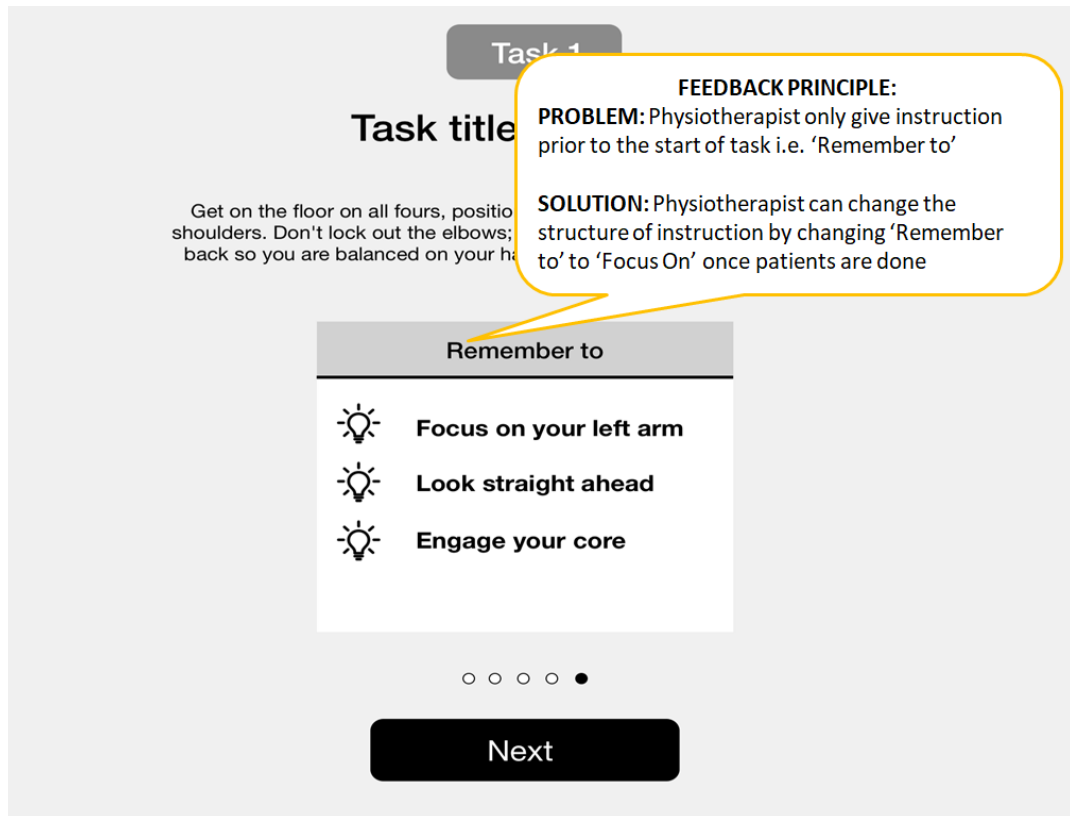 Task 1
FEEDBACK PRINCIPLE:
PROBLEM: Physiotherapist only give instruction
prior to the start of task i.e. ‘Remember to’
SOLUTION: Physiotherapist can change the
structure of instruction by changing ‘Remember
to’ to ‘Focus On’ once patients are done
Task title
Get on the floor on all fours,
shoulders. Don't lock out the elbows;
back so you are balanced on your
Remember to
Focus on your left arm
Look straight ahead
Engage your core
Next